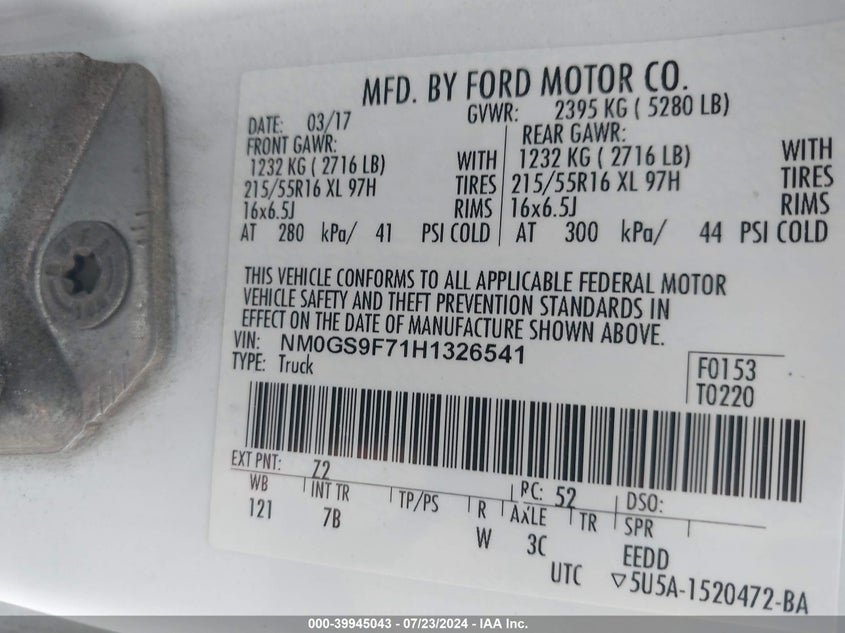 MFD. BY FORD MOTOR CO.
DATE: 03/17 GVWR: 2395 KG ( 5280 LB)
FRONT GAWR: REAR GAWR:
1232 KG ( 2716 LB) WITH 1232 KG ( 2716 LB) WITH
215/55R16 XL 97H TIRES 215/55R16 XL 97H TIRES
16x6.5J RIMS 16x6.5J RIMS
AT 280 kPa/ 41 PSI COLD AT 300 kPa/ 44 PSI COLD
THIS VEHICLE CONFORMS TO ALL APPLICABLE FEDERAL MOTOR
VEHICLE SAFETY AND THEFT PREVENTION STANDARDS IN
EFFECT ON THE DATE OF MANUFACTURE SHOWN ABOVE.
VIN: NM0GS9F71H1326541
TYPE: Truck
F0153
T0220
EXT PNT: Z2 RC: 52 DSO:
WB INT TR TP/PS R AXLE TR SPR
121 7B W 3C EEDD
UTC ▽5U5A-1520472-BA
000-39945043 - 07/23/2024 - IAA Inc.